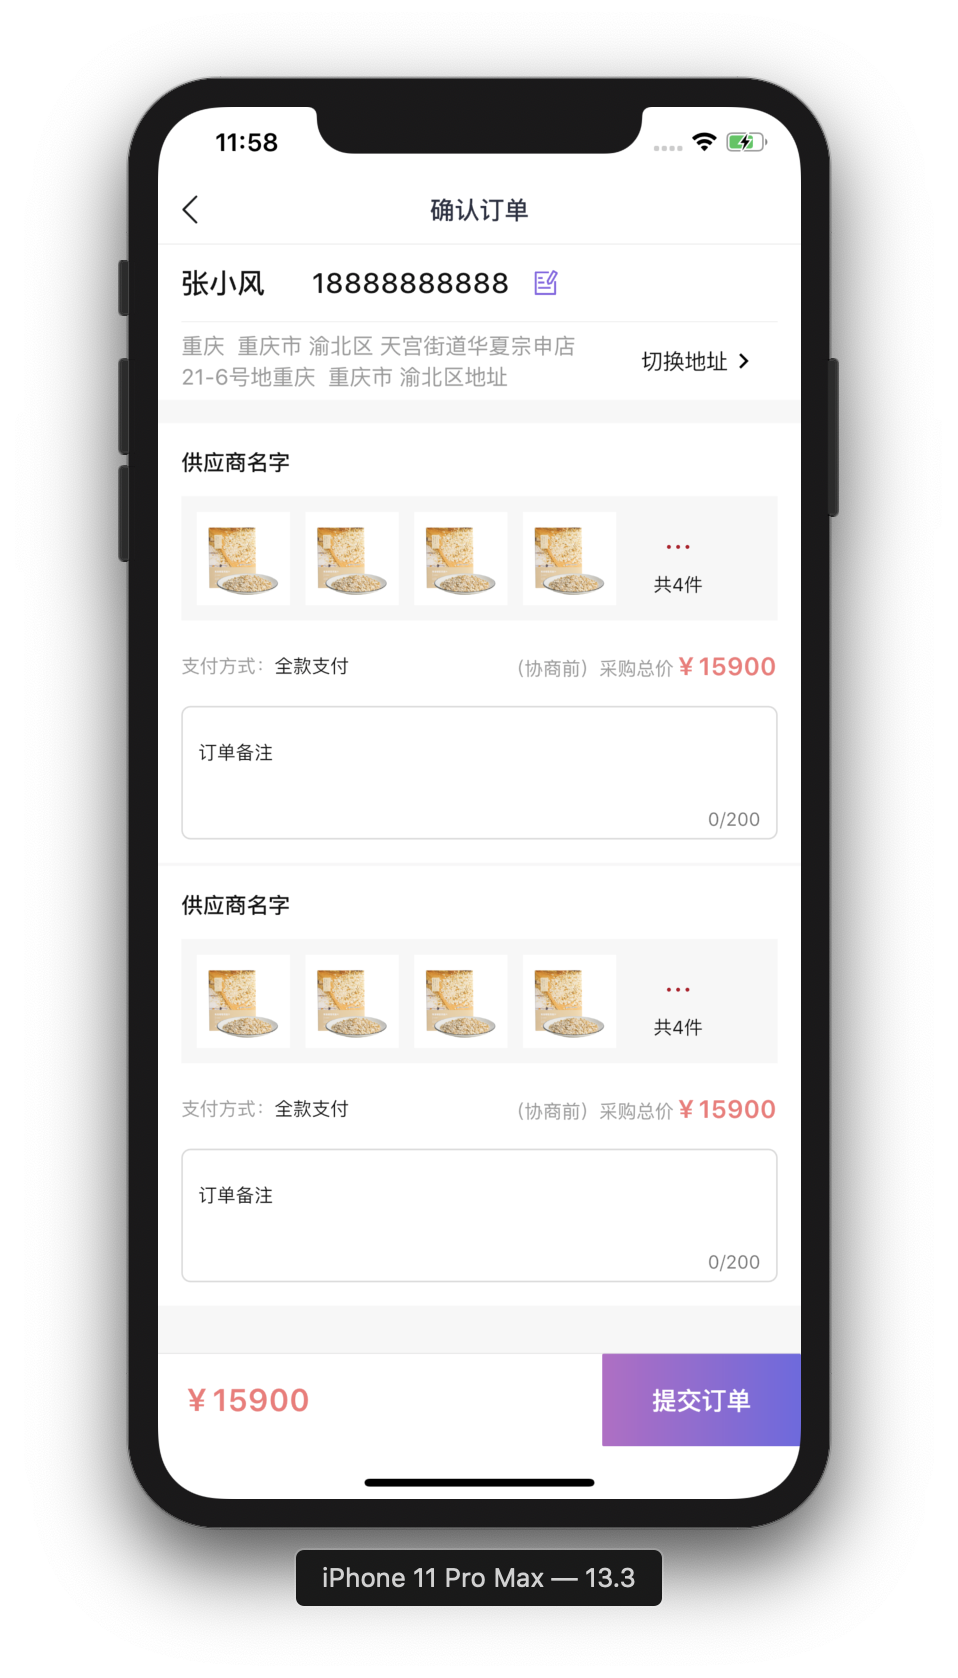 11:58
确认订单
张小风 18888888888
重庆 重庆市 渝北区 天宫街道华夏宗申店
21-6号地重庆 重庆市 渝北区地址
切换地址
供应商名字
...
共4件
支付方式: 全款支付 (协商前) 采购总价 ¥15900
订单备注
0/200
供应商名字
...
共4件
支付方式: 全款支付 (协商前) 采购总价 ¥15900
订单备注
0/200
¥15900 提交订单
iPhone 11 Pro Max — 13.3